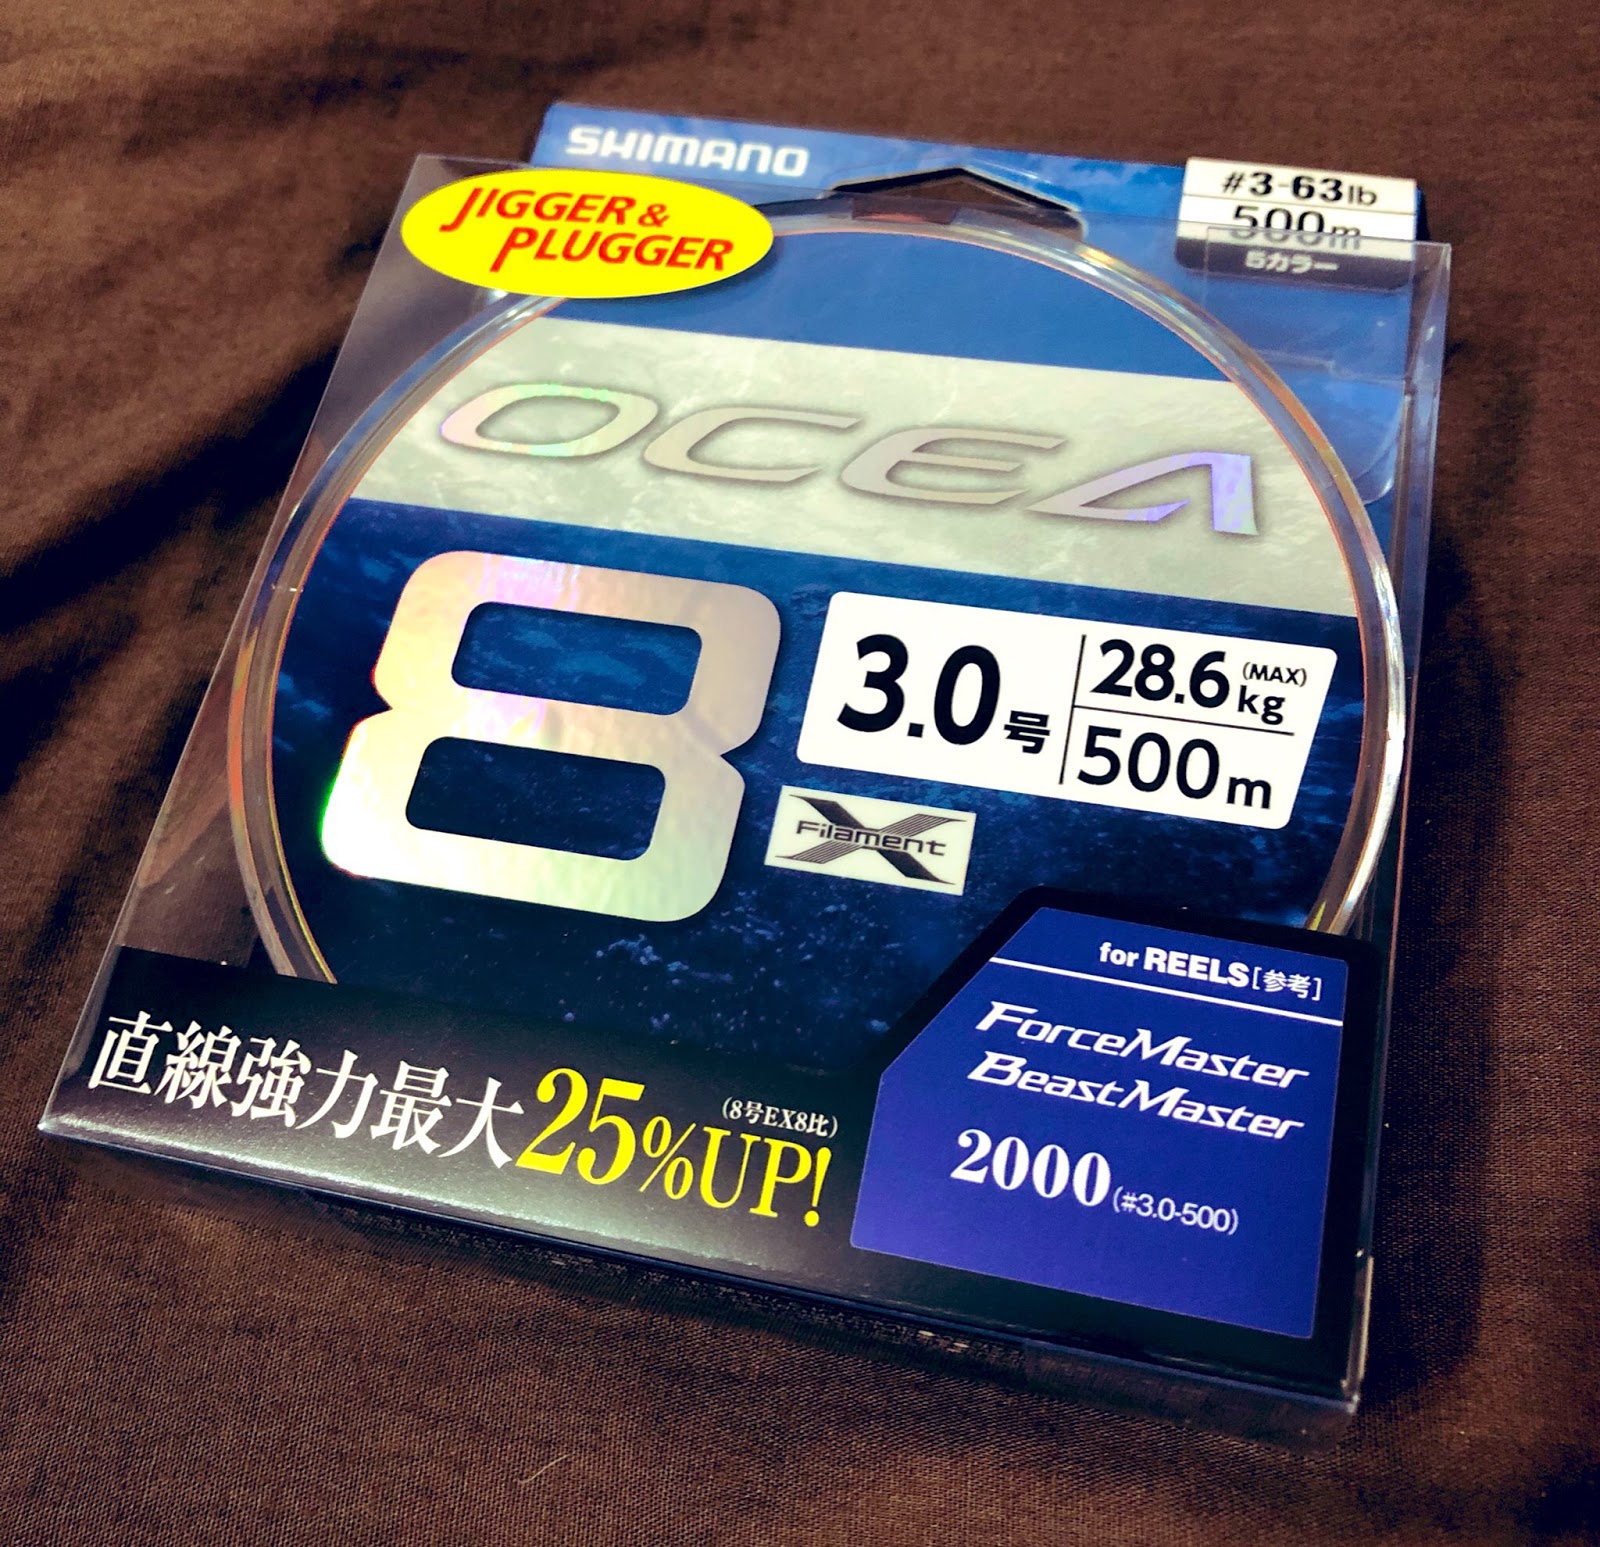 SHIMANO
#3-63lb
500m
5カラー
JIGGER &
PLUGGER
OCEA
8
3.0号
28.6kg (MAX)
500m
Filament X
for REELS[参考]
ForceMaster
BeastMaster
2000(#3.0-500)
直線強力最大25%UP!
(8号EX8比)